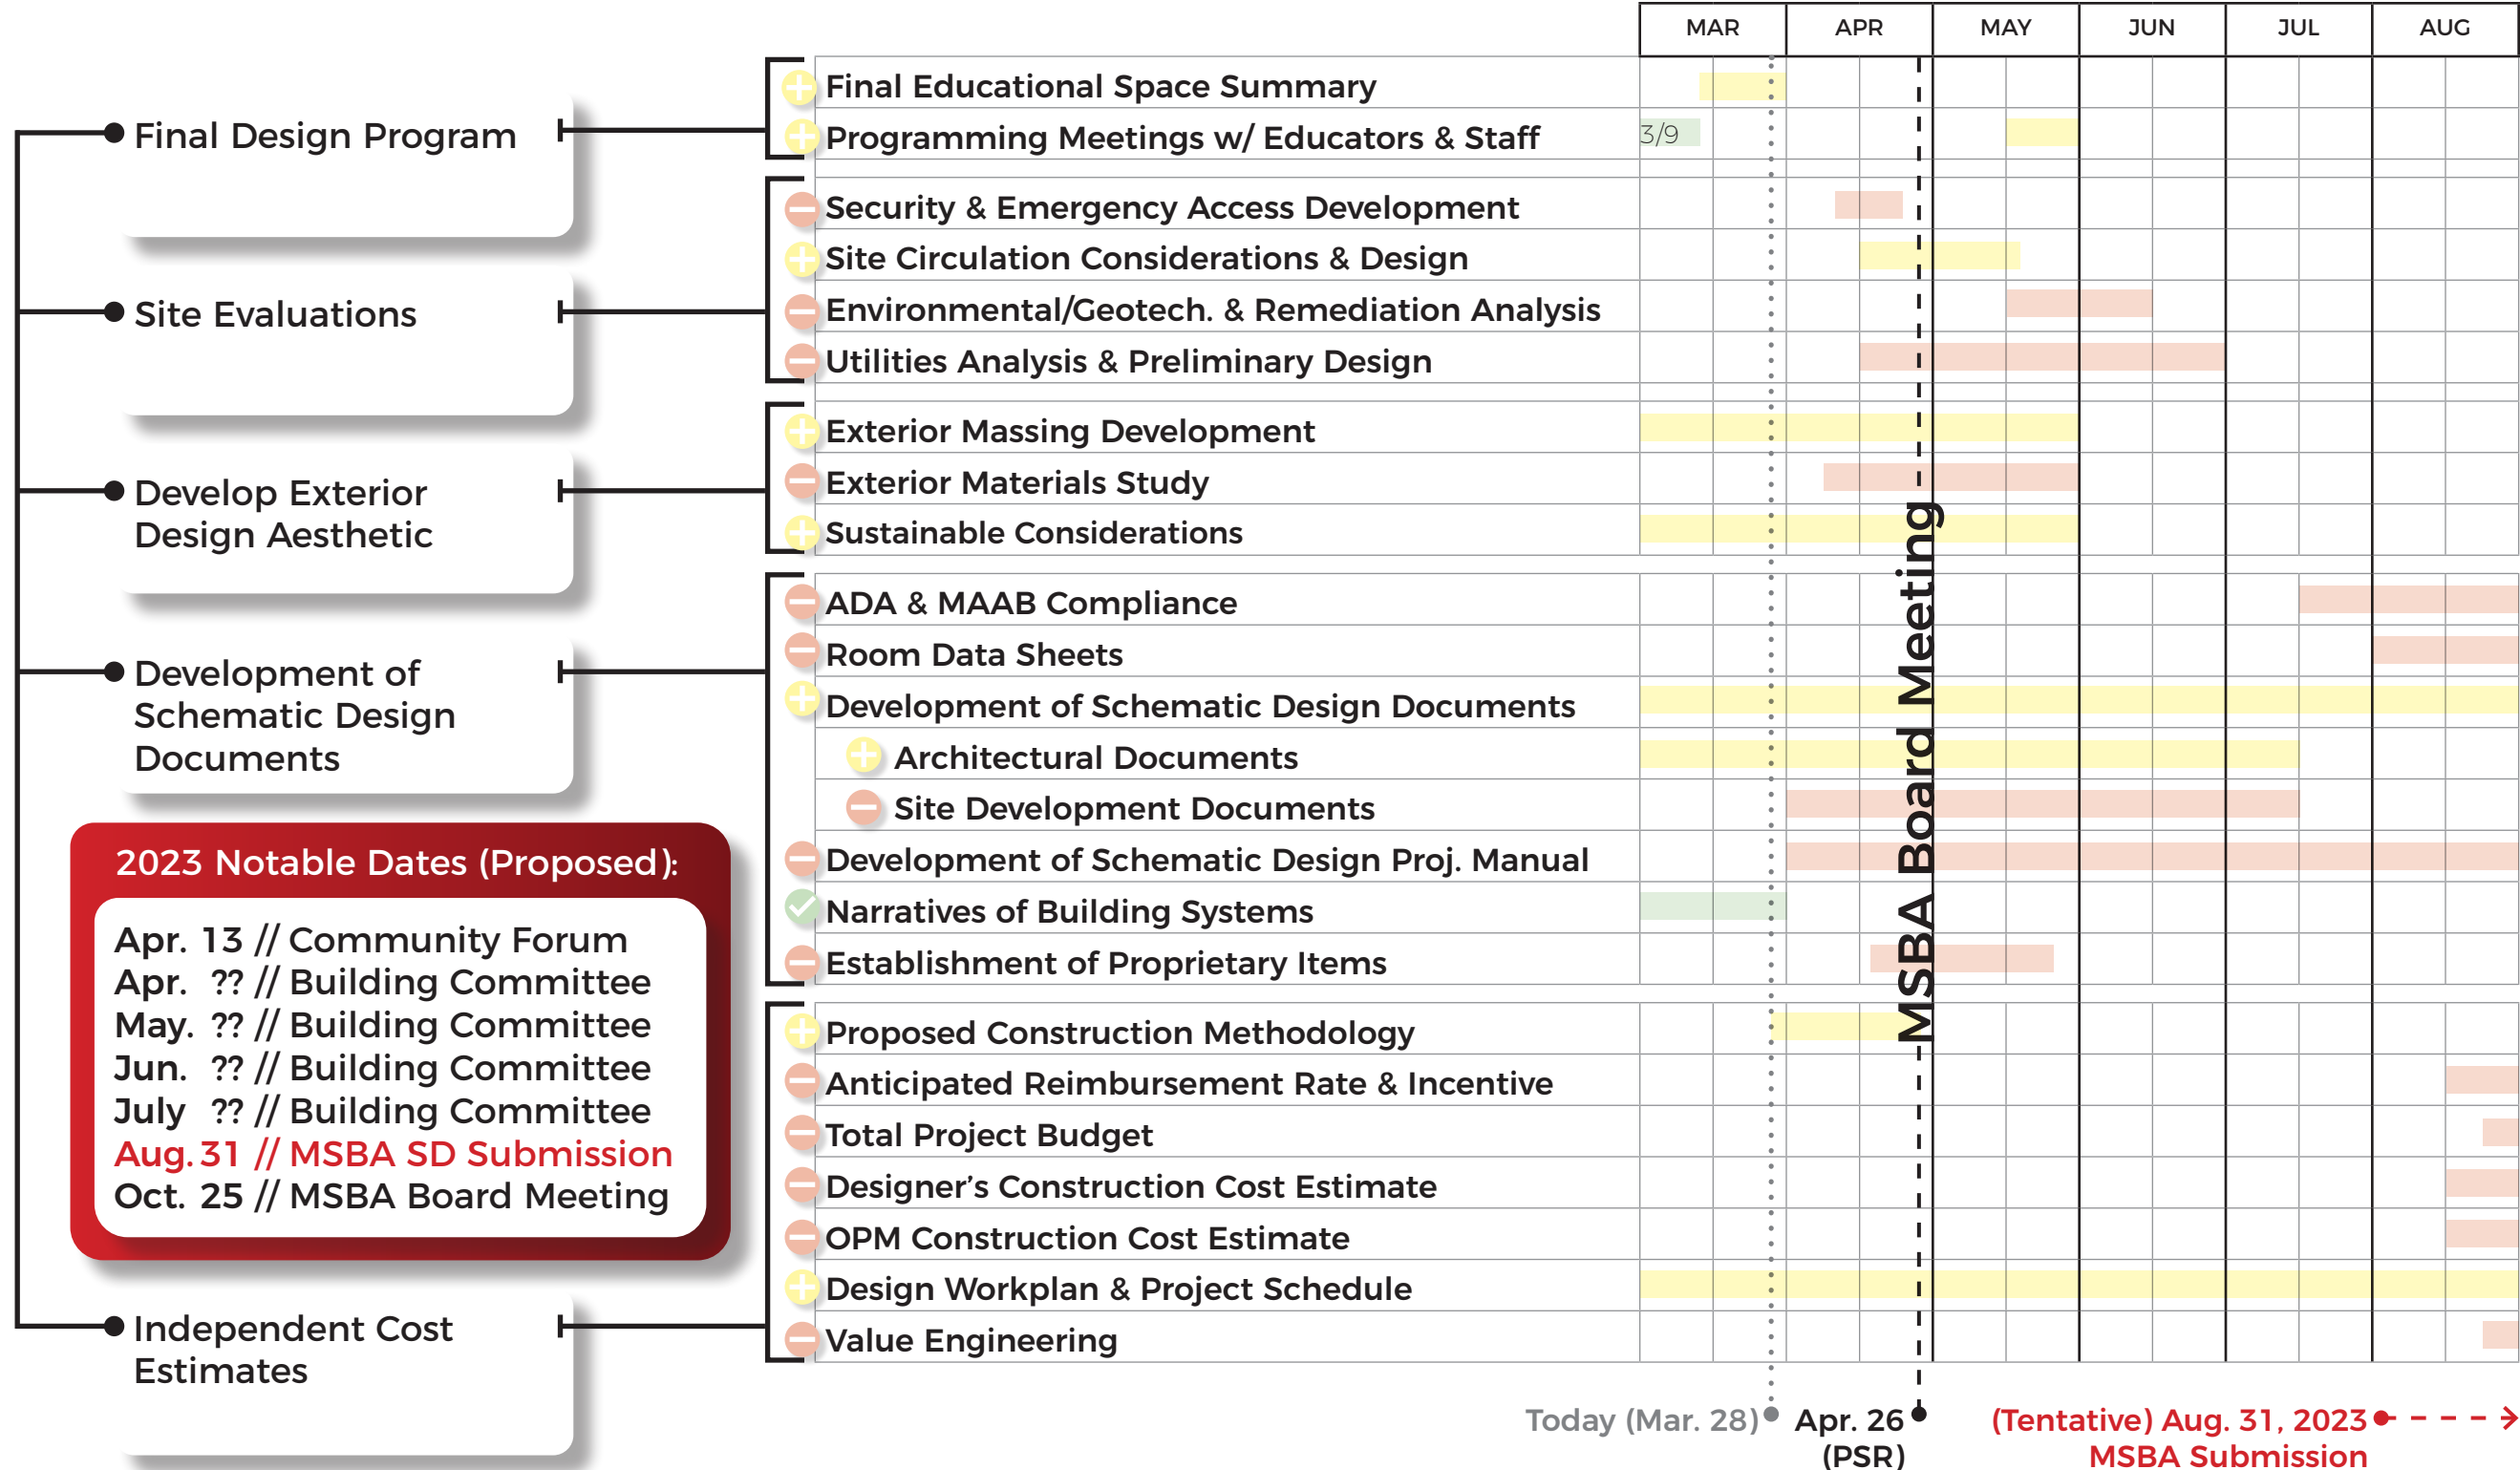 MAR APR MAY JUN JUL AUG
Final Design Program
Final Educational Space Summary
Programming Meetings w/ Educators & Staff
3/9
Site Evaluations
Security & Emergency Access Development
Site Circulation Considerations & Design
Environmental/Geotech. & Remediation Analysis
Utilities Analysis & Preliminary Design
Develop Exterior
Design Aesthetic
Exterior Massing Development
Exterior Materials Study
Sustainable Considerations
Development of
Schematic Design
Documents
ADA & MAAB Compliance
Room Data Sheets
Development of Schematic Design Documents
Architectural Documents
Site Development Documents
Development of Schematic Design Proj. Manual
Narratives of Building Systems
Establishment of Proprietary Items
MSBA Board Meeting
2023 Notable Dates (Proposed):
Apr. 13 // Community Forum
Apr. ?? // Building Committee
May. ?? // Building Committee
Jun. ?? // Building Committee
July ?? // Building Committee
Aug. 31 // MSBA SD Submission
Oct. 25 // MSBA Board Meeting
Independent Cost
Estimates
Proposed Construction Methodology
Anticipated Reimbursement Rate & Incentive
Total Project Budget
Designer's Construction Cost Estimate
OPM Construction Cost Estimate
Design Workplan & Project Schedule
Value Engineering
Today (Mar. 28)
Apr. 26
(PSR)
(Tentative) Aug. 31, 2023
MSBA Submission